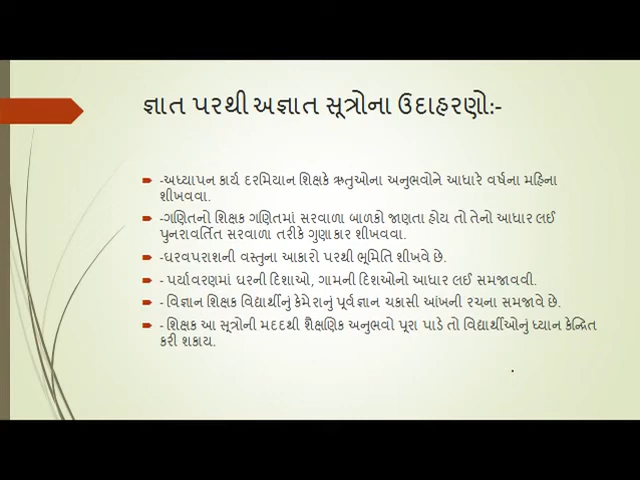 જ્ઞાત પરથી અજ્ઞાત સૂત્રોના ઉદાહરણો:-
-અધ્યાપન કાર્ય દરમિયાન શિક્ષકે ઋતુઓના અનુભવોને આધારે વર્ષના મહિના
શીખવવા.
-ગણિતનો શિક્ષક ગણિતમાં સરવાળા બાળકો જાણતા હોય તો તેનો આધાર લઈ
પુનરાવર્તિત સરવાળા તરીકે ગુણાકાર શીખવવા.
-ઘરવપરાશની વસ્તુના આકારો પરથી ભૂમિતિ શીખવે છે.
- પર્યાવરણમાં ઘરની દિશાઓ, ગામની દિશઓનો આધાર લઈ સમજાવવી.
- વિજ્ઞાન શિક્ષક વિદ્યાર્થીનું કેમેરાનું પૂર્વ જ્ઞાન ચકાસી આંખની રચના સમજાવે છે.
- શિક્ષક આ સૂત્રોની મદદથી શૈક્ષણિક અનુભવો પૂરા પાડે તો વિદ્યાર્થીઓનું ધ્યાન કેન્દ્રિત
કરી શકાય.